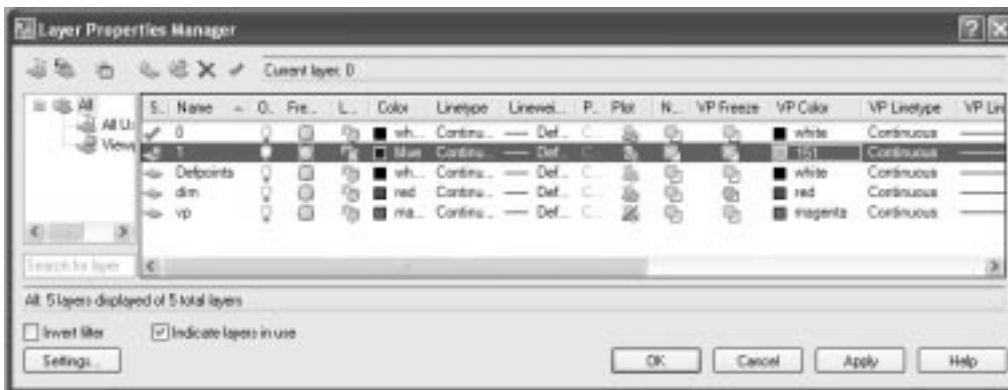 Layer Properties Manager
Current layer: 0
All
All Us
Viewp
S.. Name O.. Fre... L... Color Linetype Linewei... P.. Plot N... VP Freeze VP Color VP Linetype VP Lin
0 wh... Continu... Def... C... white Continuous
1 blue Continu... Def... C... 151 Continuous
Defpoints wh... Continu... Def... C... white Continuous
dim red Continu... Def... C... red Continuous
vp ma... Continu... Def... C... magenta Continuous
Search for layer
All: 5 layers displayed of 5 total layers
Invert filter Indicate layers in use
Settings... OK Cancel Apply Help